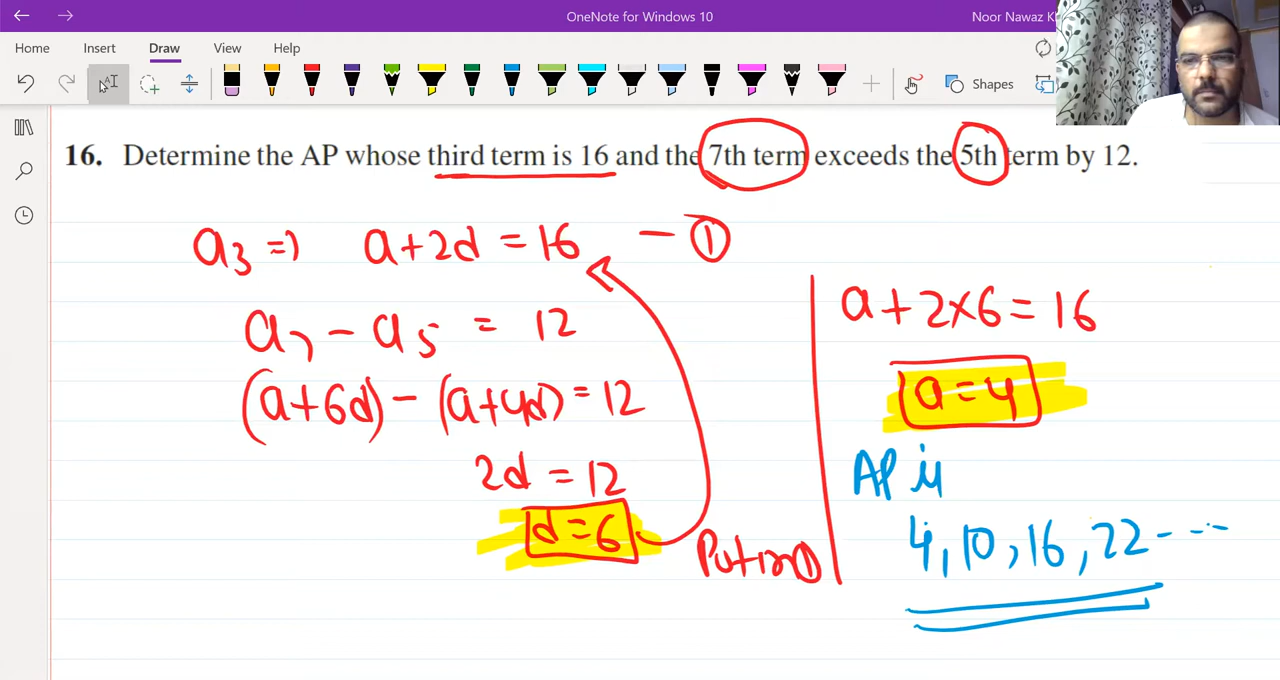 OneNote for Windows 10
Noor Nawaz K
Home Insert Draw View Help
Shapes
16. Determine the AP whose third term is 16 and the 7th term exceeds the 5th term by 12.
a3 => a+2d = 16 — ①
a7 - a5 = 12
(a+6d) - (a+4d) = 12
2d = 12
d = 6
Put in ①
a + 2×6 = 16
a = 4
AP is
4, 10, 16, 22 - - -